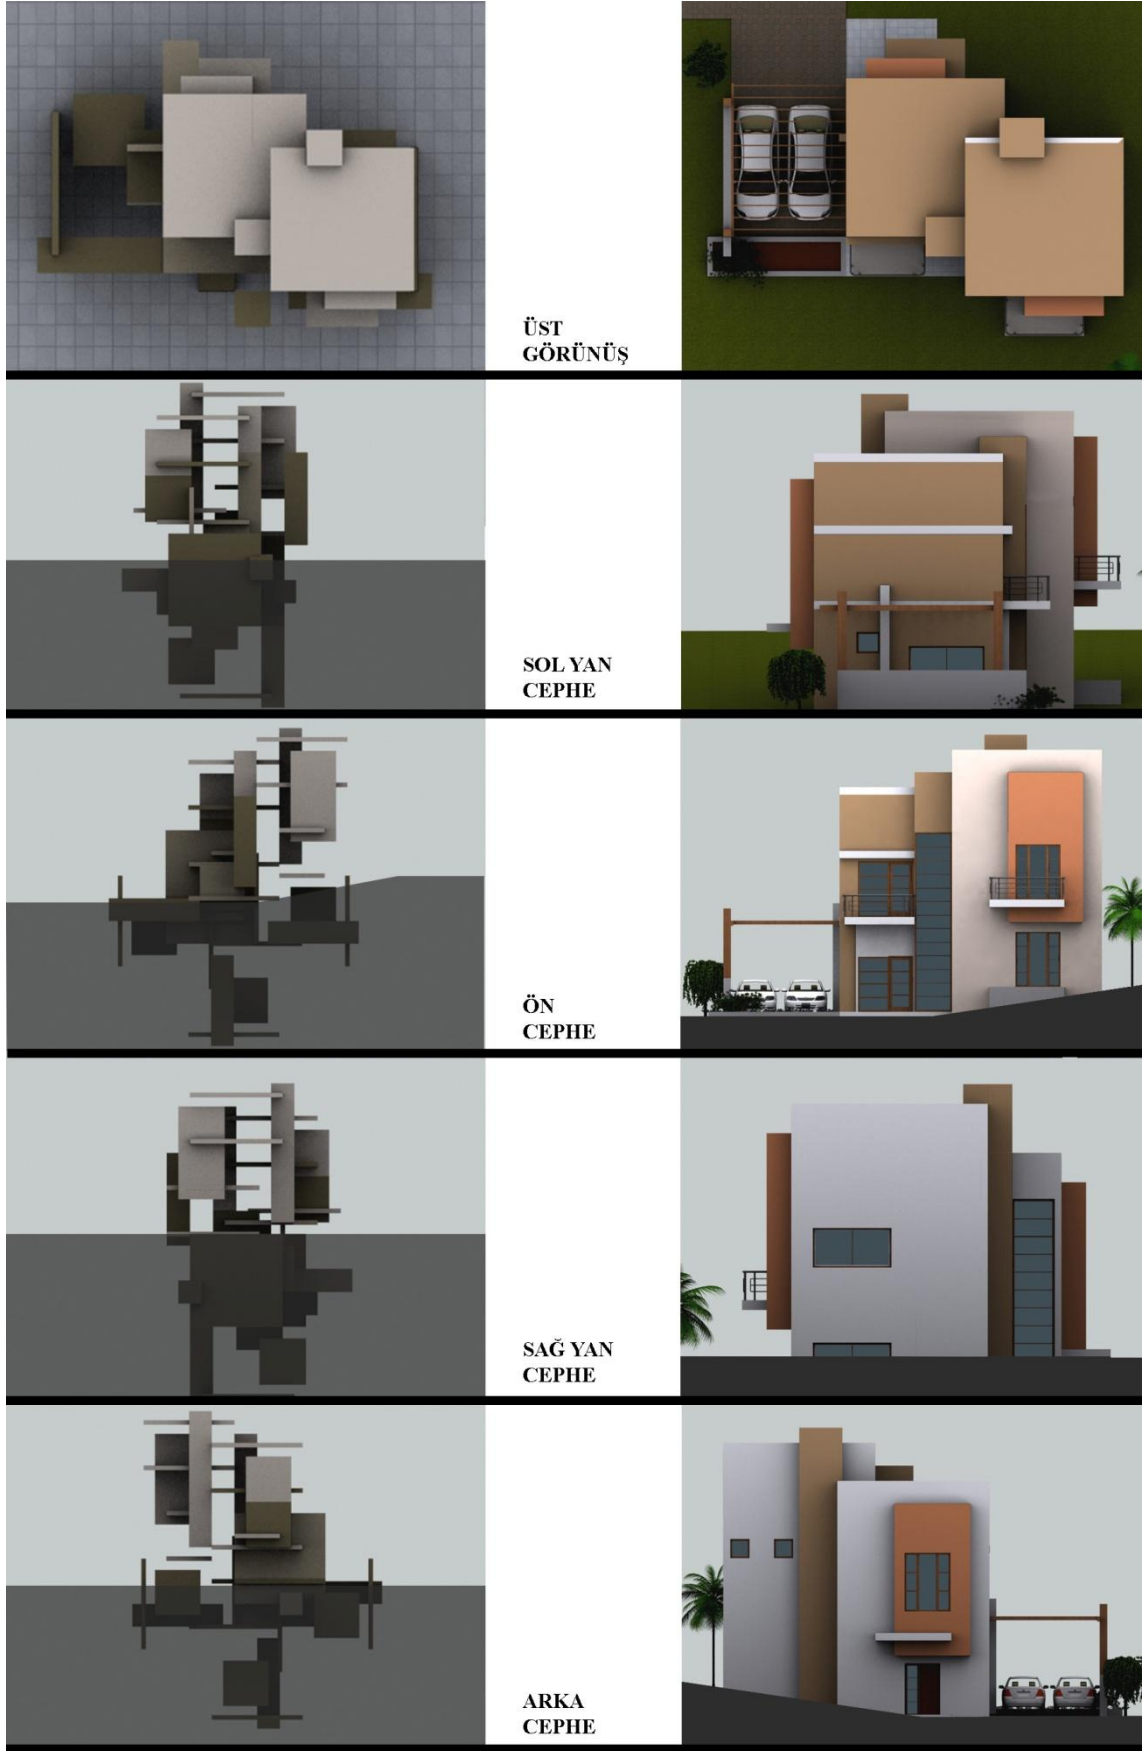 ÜST
GÖRÜNÜŞ
SOL YAN
CEPHE
ÖN
CEPHE
SAĞ YAN
CEPHE
ARKA
CEPHE